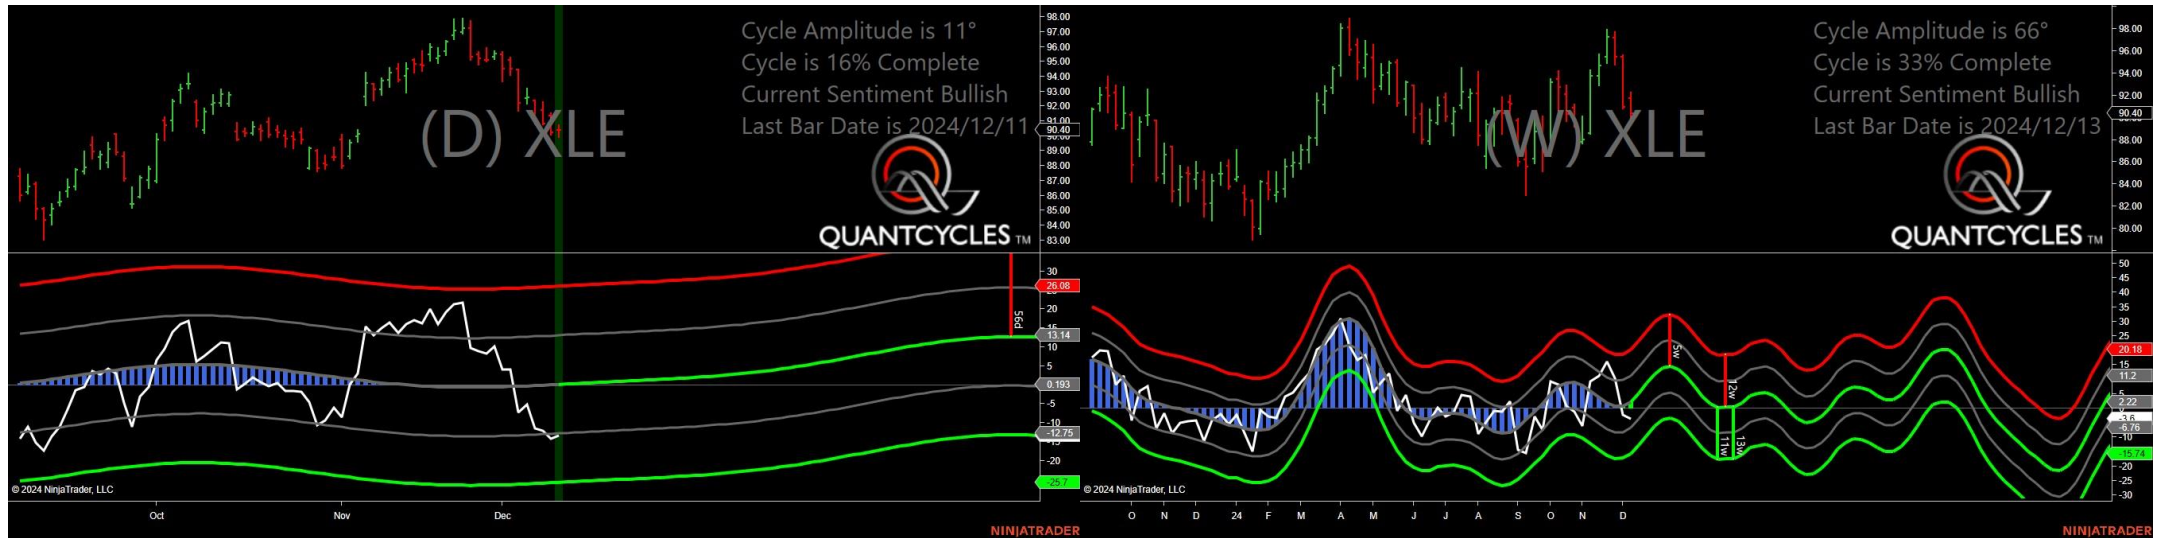 Cycle Amplitude is 11°
Cycle is 16% Complete
Current Sentiment Bullish
Last Bar Date is 2024/12/11
(D) XLE
QUANTCYCLES TM
98.00
97.00
96.00
95.00
94.00
93.00
92.00
91.00
90.40
89.00
88.00
87.00
86.00
85.00
84.00
83.00
56d
30
26.08
20
13.14
10
5
0.193
-5
-10
-12.75
-20
-25.7
© 2024 NinjaTrader, LLC
Oct Nov Dec
NINJATRADER
Cycle Amplitude is 66°
Cycle is 33% Complete
Current Sentiment Bullish
Last Bar Date is 2024/12/13
(W) XLE
QUANTCYCLES TM
98.00
96.00
94.00
92.00
90.40
88.00
86.00
84.00
82.00
80.00
5w
12w
11w
13w
50
45
40
35
30
25
20.18
15
11.2
2.22
-3.6
-6.76
-10
-15.74
-20
-25
-30
© 2024 NinjaTrader, LLC
O N D 24 F M A M J J A S O N D
NINJATRADER